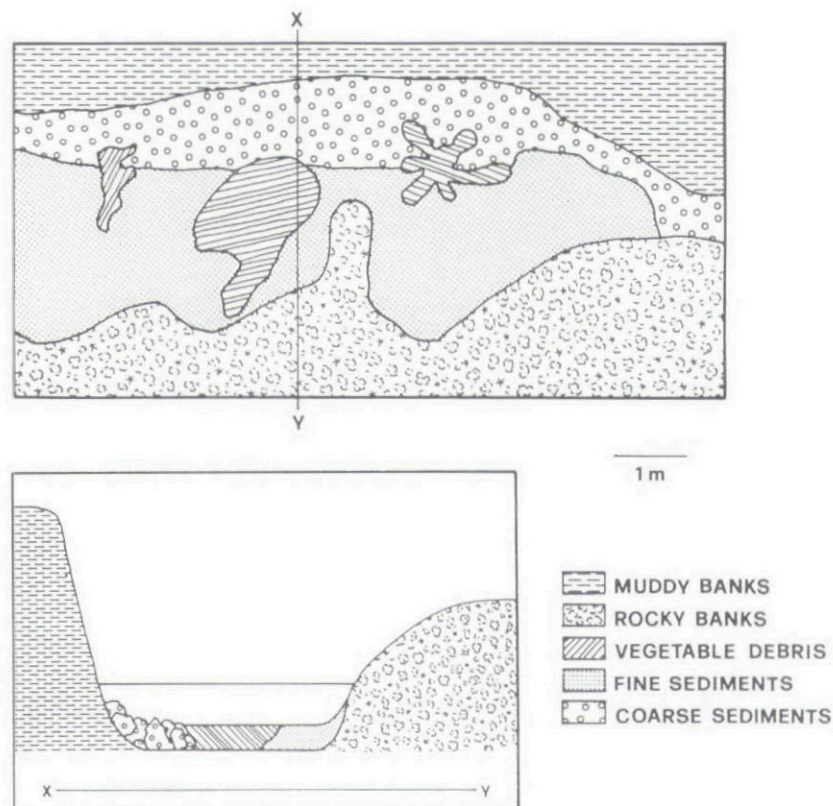 X
Y
1 m
MUDDY BANKS
ROCKY BANKS
VEGETABLE DEBRIS
FINE SEDIMENTS
COARSE SEDIMENTS
X Y